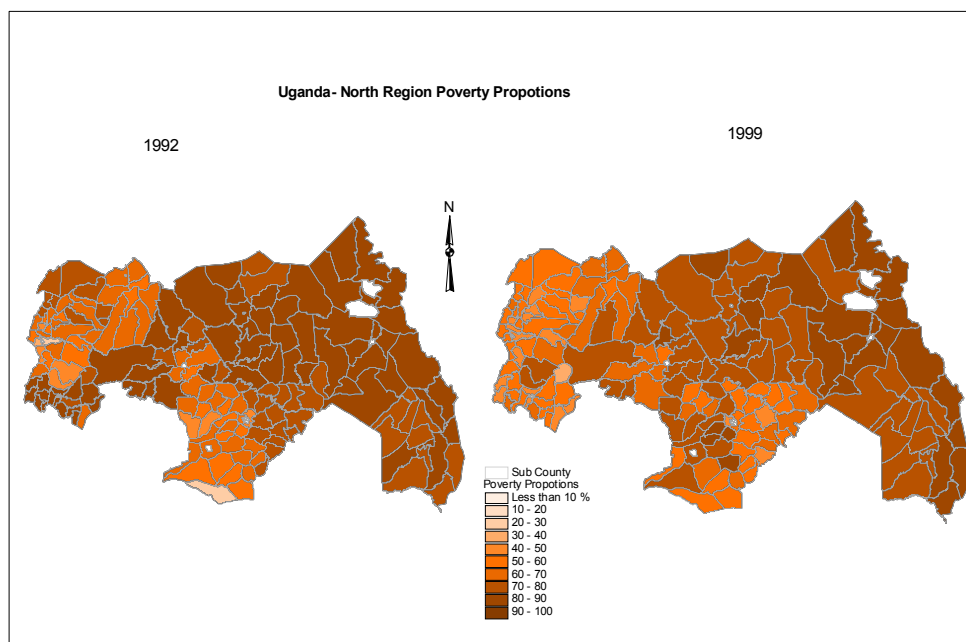 Uganda- North Region Poverty Propotions
1992
1999
N
Sub County
Poverty Propotions
Less than 10 %
10 - 20
20 - 30
30 - 40
40 - 50
50 - 60
60 - 70
70 - 80
80 - 90
90 - 100